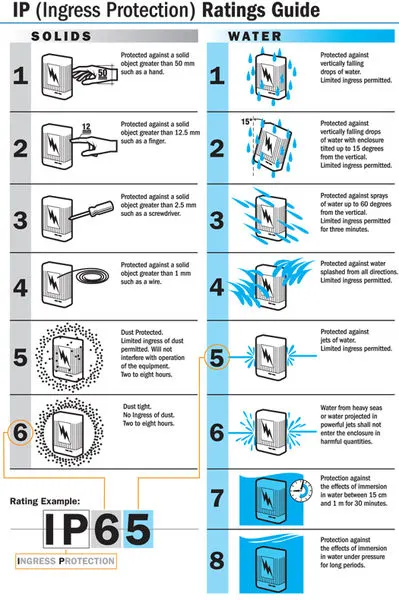 IP (Ingress Protection) Ratings Guide
SOLIDS
1
50
mm
Protected against a solid
object greater than 50 mm
such as a hand.
2
12
mm
Protected against a solid
object greater than 12.5 mm
such as a finger.
3
Protected against a solid
object greater than 2.5 mm
such as a screwdriver.
4
Protected against a solid
object greater than 1 mm
such as a wire.
5
Dust Protected.
Limited ingress of dust
permitted. Will not
interfere with operation
of the equipment.
Two to eight hours.
6
Dust tight.
No Ingress of dust.
Two to eight hours.
WATER
1
Protected against
vertically falling
drops of water.
Limited ingress permitted.
2
15°
Protected against
vertically falling drops
of water with enclosure
tilted up to 15 degrees
from the vertical.
Limited ingress permitted.
3
Protected against sprays
of water up to 60 degrees
from the vertical.
Limited ingress permitted
for three minutes.
4
Protected against water
splashed from all directions.
Limited ingress permitted.
5
Protected against
jets of water.
Limited ingress permitted.
6
Water from heavy seas
or water projected in
powerful jets shall not
enter the enclosure in
harmful quantities.
7
Protection against
the effects of immersion
in water between 15 cm
and 1 m for 30 minutes.
8
Protection against
the effects of immersion
in water under pressure
for long periods.
Rating Example:
IP65
INGRESS PROTECTION